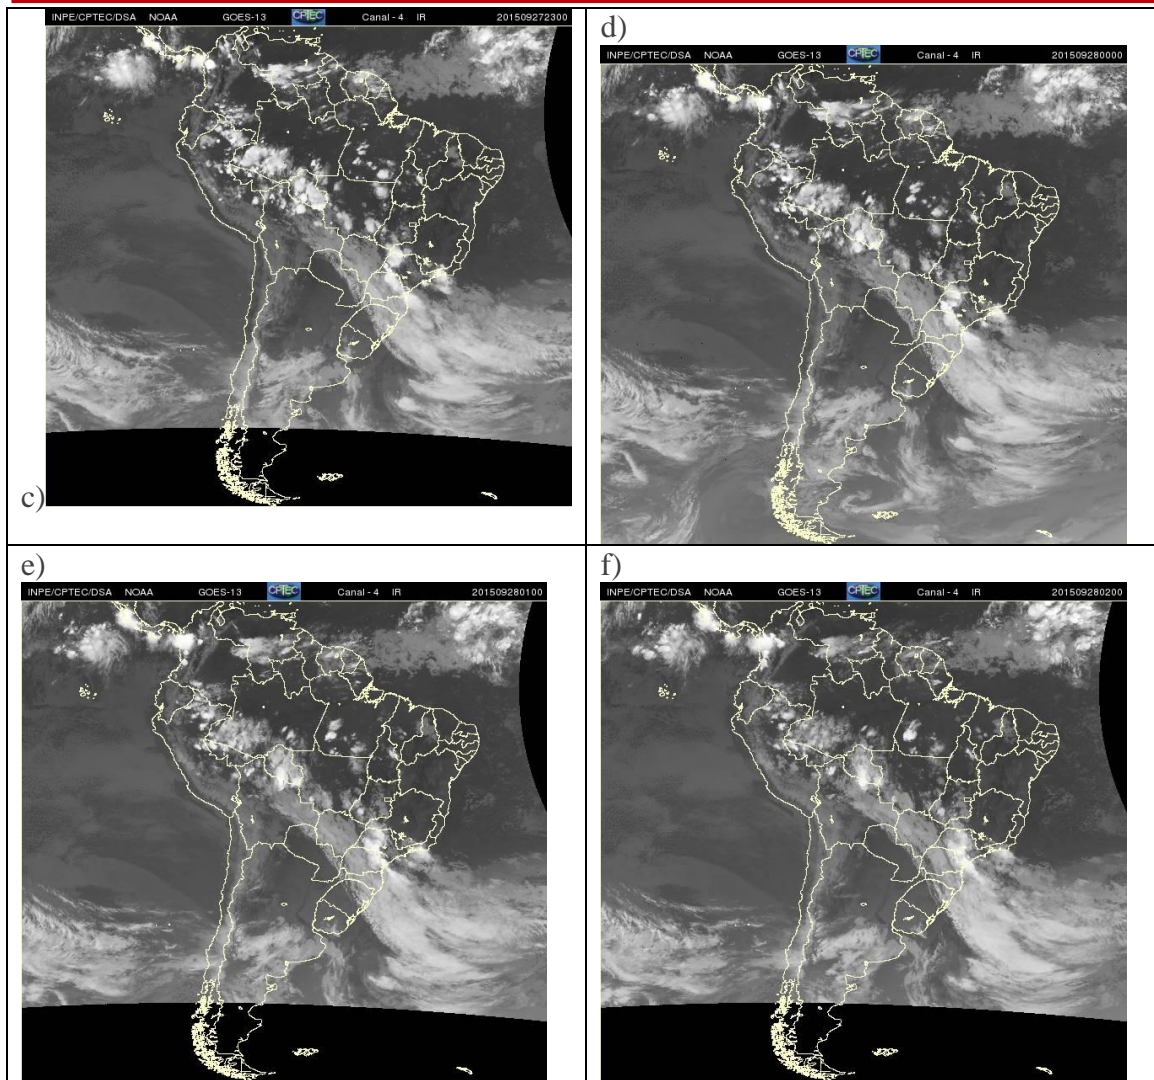 INPE/CPTEC/DSA NOAA GOES-13 CPTEC Canal - 4 IR 201509272300
c)
d)
INPE/CPTEC/DSA NOAA GOES-13 CPTEC Canal - 4 IR 201509280000
e)
INPE/CPTEC/DSA NOAA GOES-13 CPTEC Canal - 4 IR 201509280100
f)
INPE/CPTEC/DSA NOAA GOES-13 CPTEC Canal - 4 IR 201509280200